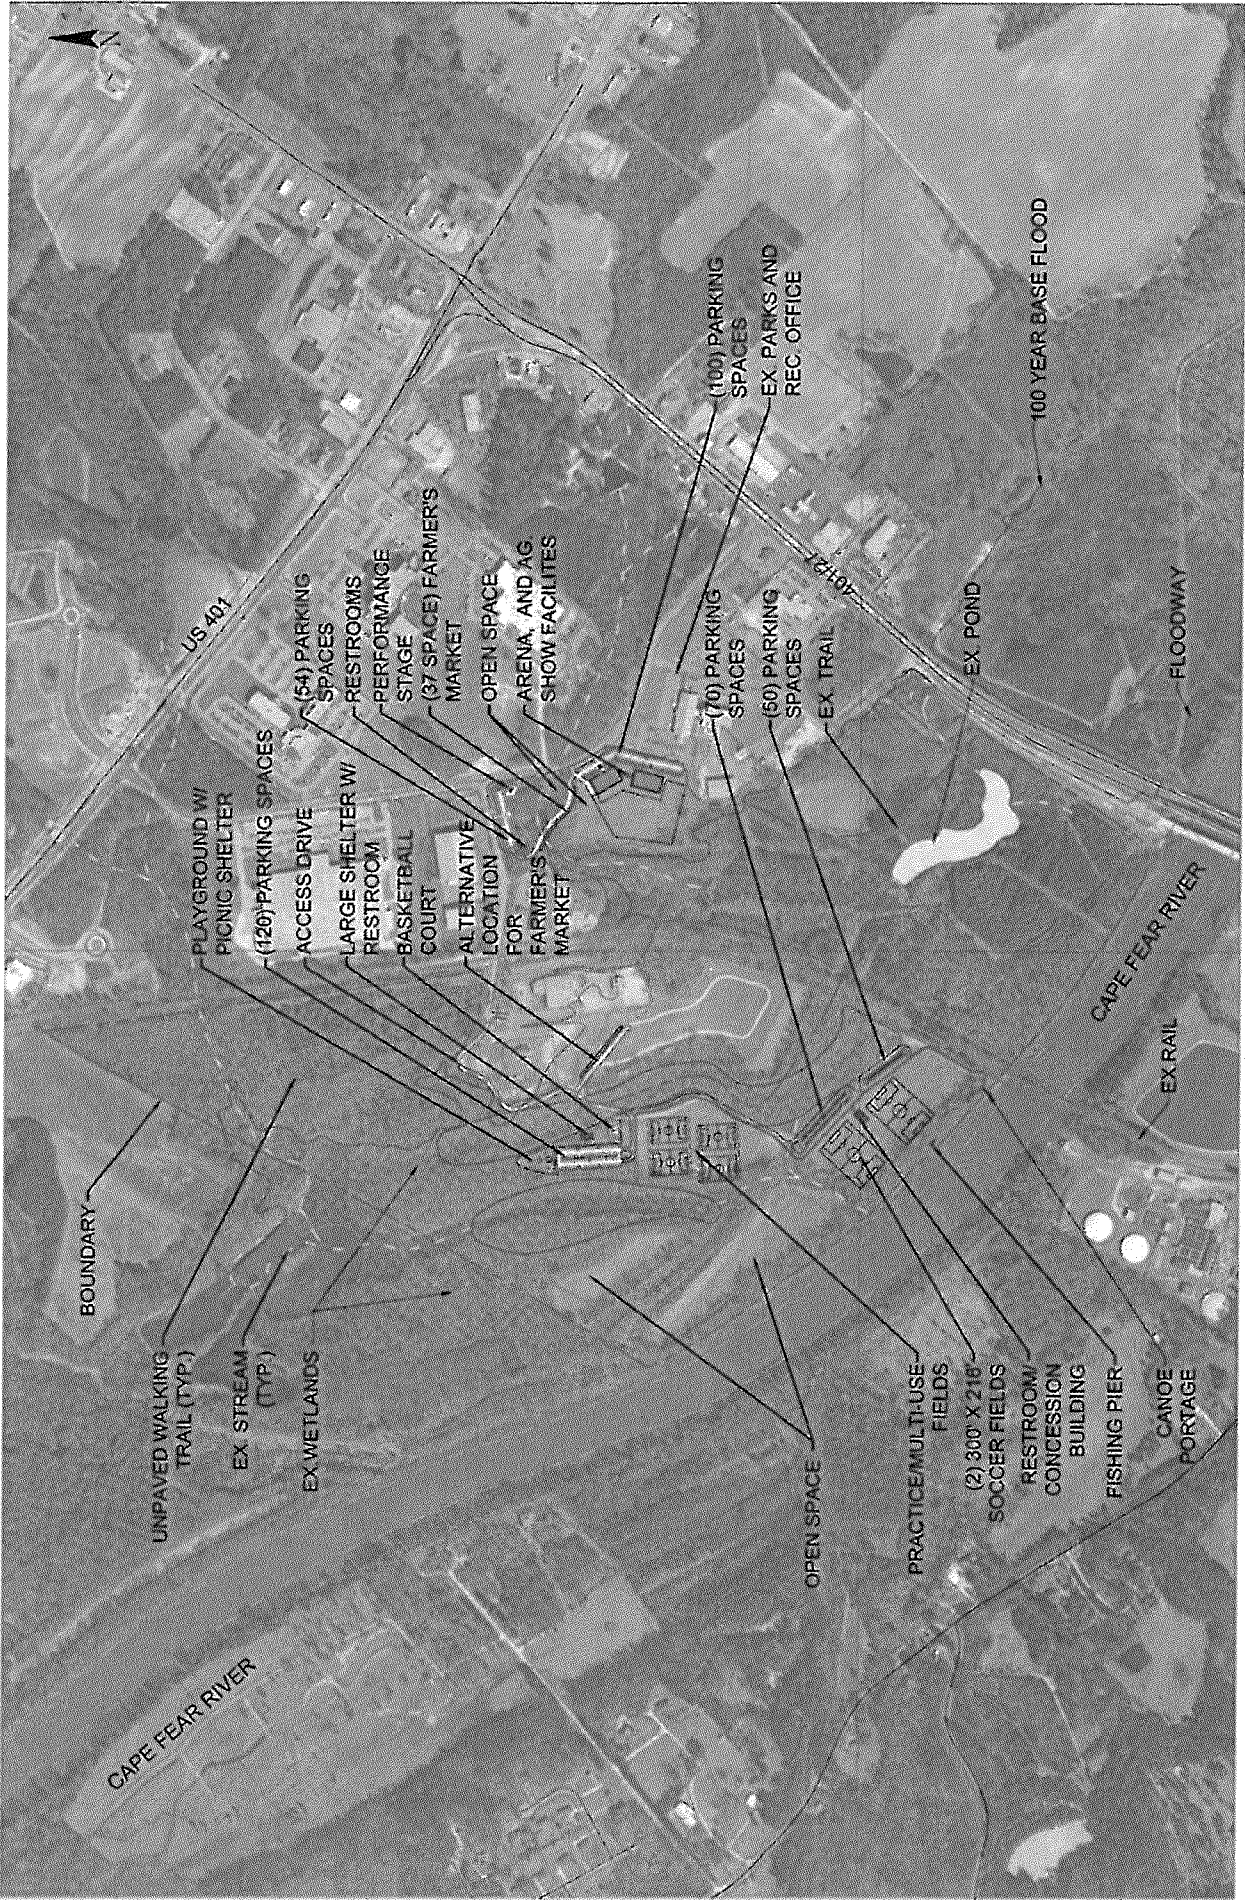 N
BOUNDARY
UNPAVED WALKING
TRAIL (TYP.)
EX. STREAM
(TYP.)
EX WETLANDS
CAPE FEAR RIVER
PLAYGROUND W/
PICNIC SHELTER
(120) PARKING SPACES
ACCESS DRIVE
LARGE SHELTER W/
RESTROOM
BASKETBALL
COURT
ALTERNATIVE
LOCATION
FOR
FARMER'S
MARKET
US 401
(54) PARKING
SPACES
RESTROOMS
PERFORMANCE
STAGE
(37 SPACE) FARMER'S
MARKET
OPEN SPACE
ARENA, AND AG.
SHOW FACILITES
(100) PARKING
SPACES
EX. PARKS AND
REC. OFFICE
(70) PARKING
SPACES
(50) PARKING
SPACES
EX. TRAIL
EX. POND
100 YEAR BASE FLOOD
FLOODWAY
CAPE FEAR RIVER
EX.RAIL
OPEN SPACE
PRACTICE/MULTI-USE
FIELDS
(2) 300' X 216'
SOCCER FIELDS
RESTROOM/
CONCESSION
BUILDING
FISHING PIER
CANOE
PORTAGE